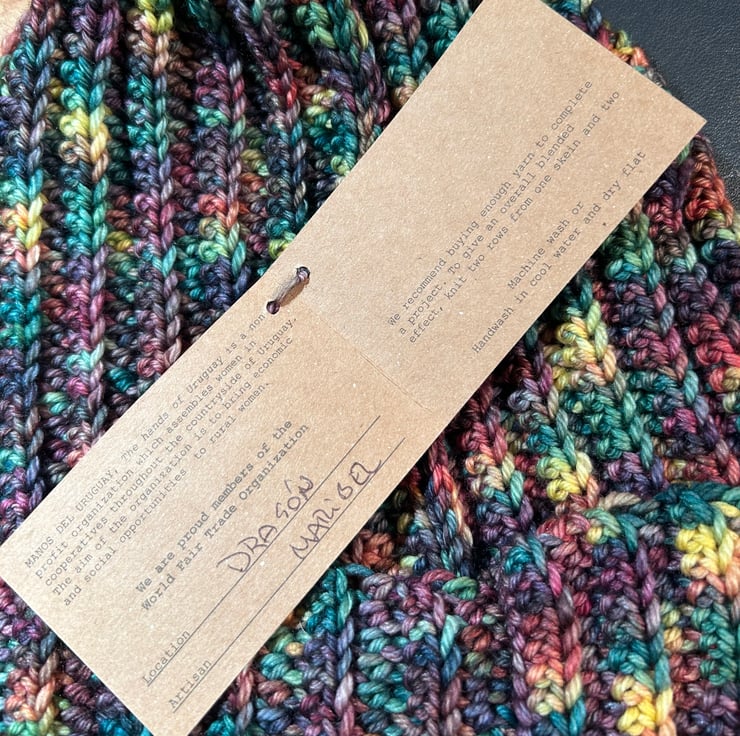 MANOS DEL URUGUAY, The hands of Uruguay is a non
profit organization which assembles women in
cooperatives throughout the countryside of Uruguay.
The aim of the organization is to bring economic
and social opportunities to rural women.
We are proud members of the
World Fair Trade Organization
Location DRAGÓN
Artisan MARISEL
We recommend buying enough yarn to complete
a project. To give an overall blended
effect, knit two rows from one skein and two
Machine wash or
Handwash in cool water and dry flat